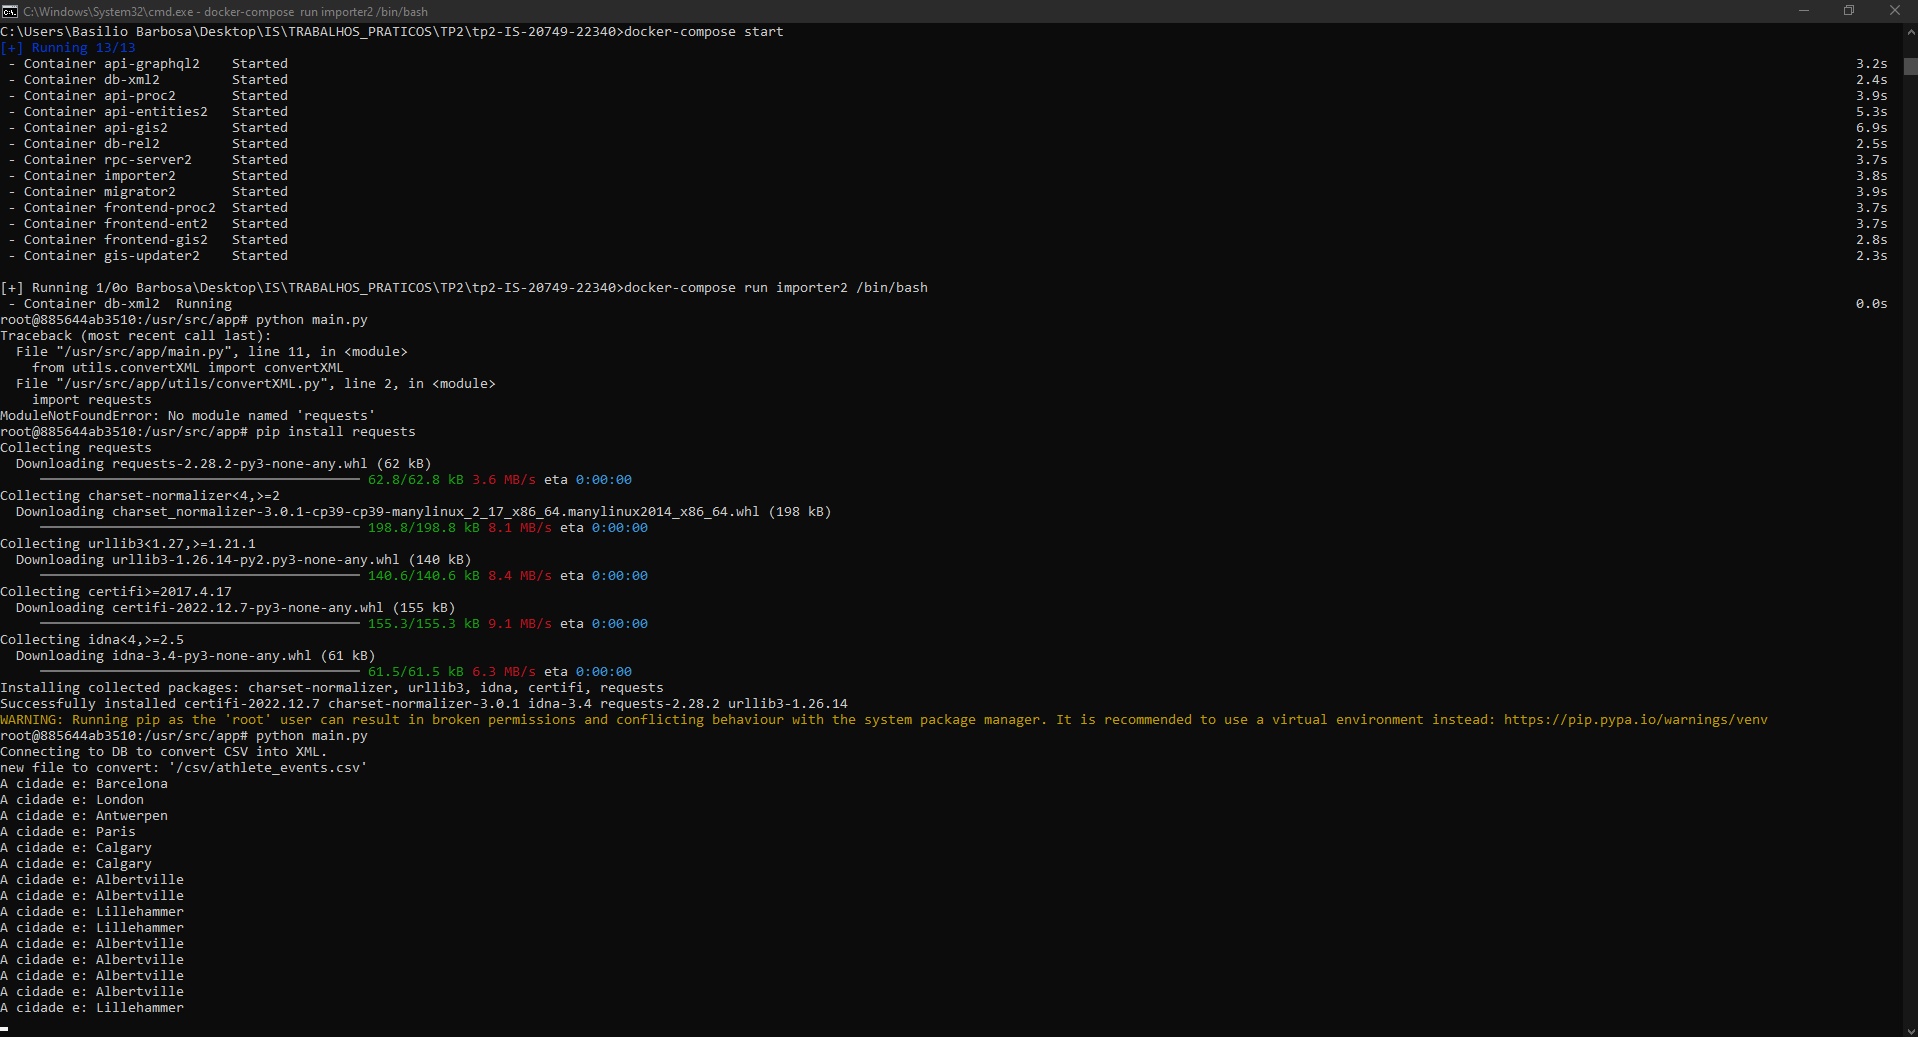 C:\Windows\System32\cmd.exe - docker-compose run importer2 /bin/bash
C:\Users\Basilio Barbosa\Desktop\IS\TRABALHOS_PRATICOS\TP2\tp2-IS-20749-22340>docker-compose start
[+] Running 13/13
 - Container api-graphql2    Started 3.2s
 - Container db-xml2         Started 2.4s
 - Container api-proc2       Started 3.9s
 - Container api-entities2   Started 5.3s
 - Container api-gis2        Started 6.9s
 - Container db-rel2         Started 2.5s
 - Container rpc-server2     Started 3.7s
 - Container importer2       Started 3.8s
 - Container migrator2       Started 3.9s
 - Container frontend-proc2  Started 3.7s
 - Container frontend-ent2   Started 3.7s
 - Container frontend-gis2   Started 2.8s
 - Container gis-updater2    Started 2.3s
[+] Running 1/0o Barbosa\Desktop\IS\TRABALHOS_PRATICOS\TP2\tp2-IS-20749-22340>docker-compose run importer2 /bin/bash
 - Container db-xml2  Running 0.0s
root@885644ab3510:/usr/src/app# python main.py
Traceback (most recent call last):
  File "/usr/src/app/main.py", line 11, in <module>
    from utils.convertXML import convertXML
  File "/usr/src/app/utils/convertXML.py", line 2, in <module>
    import requests
ModuleNotFoundError: No module named 'requests'
root@885644ab3510:/usr/src/app# pip install requests
Collecting requests
  Downloading requests-2.28.2-py3-none-any.whl (62 kB)
62.8/62.8 kB 3.6 MB/s eta 0:00:00
Collecting charset-normalizer<4,>=2
  Downloading charset_normalizer-3.0.1-cp39-cp39-manylinux_2_17_x86_64.manylinux2014_x86_64.whl (198 kB)
198.8/198.8 kB 8.1 MB/s eta 0:00:00
Collecting urllib3<1.27,>=1.21.1
  Downloading urllib3-1.26.14-py2.py3-none-any.whl (140 kB)
140.6/140.6 kB 8.4 MB/s eta 0:00:00
Collecting certifi>=2017.4.17
  Downloading certifi-2022.12.7-py3-none-any.whl (155 kB)
155.3/155.3 kB 9.1 MB/s eta 0:00:00
Collecting idna<4,>=2.5
  Downloading idna-3.4-py3-none-any.whl (61 kB)
61.5/61.5 kB 6.3 MB/s eta 0:00:00
Installing collected packages: charset-normalizer, urllib3, idna, certifi, requests
Successfully installed certifi-2022.12.7 charset-normalizer-3.0.1 idna-3.4 requests-2.28.2 urllib3-1.26.14
WARNING: Running pip as the 'root' user can result in broken permissions and conflicting behaviour with the system package manager. It is recommended to use a virtual environment instead: https://pip.pypa.io/warnings/venv
root@885644ab3510:/usr/src/app# python main.py
Connecting to DB to convert CSV into XML.
new file to convert: '/csv/athlete_events.csv'
A cidade e: Barcelona
A cidade e: London
A cidade e: Antwerpen
A cidade e: Paris
A cidade e: Calgary
A cidade e: Calgary
A cidade e: Albertville
A cidade e: Albertville
A cidade e: Lillehammer
A cidade e: Lillehammer
A cidade e: Albertville
A cidade e: Albertville
A cidade e: Albertville
A cidade e: Albertville
A cidade e: Lillehammer